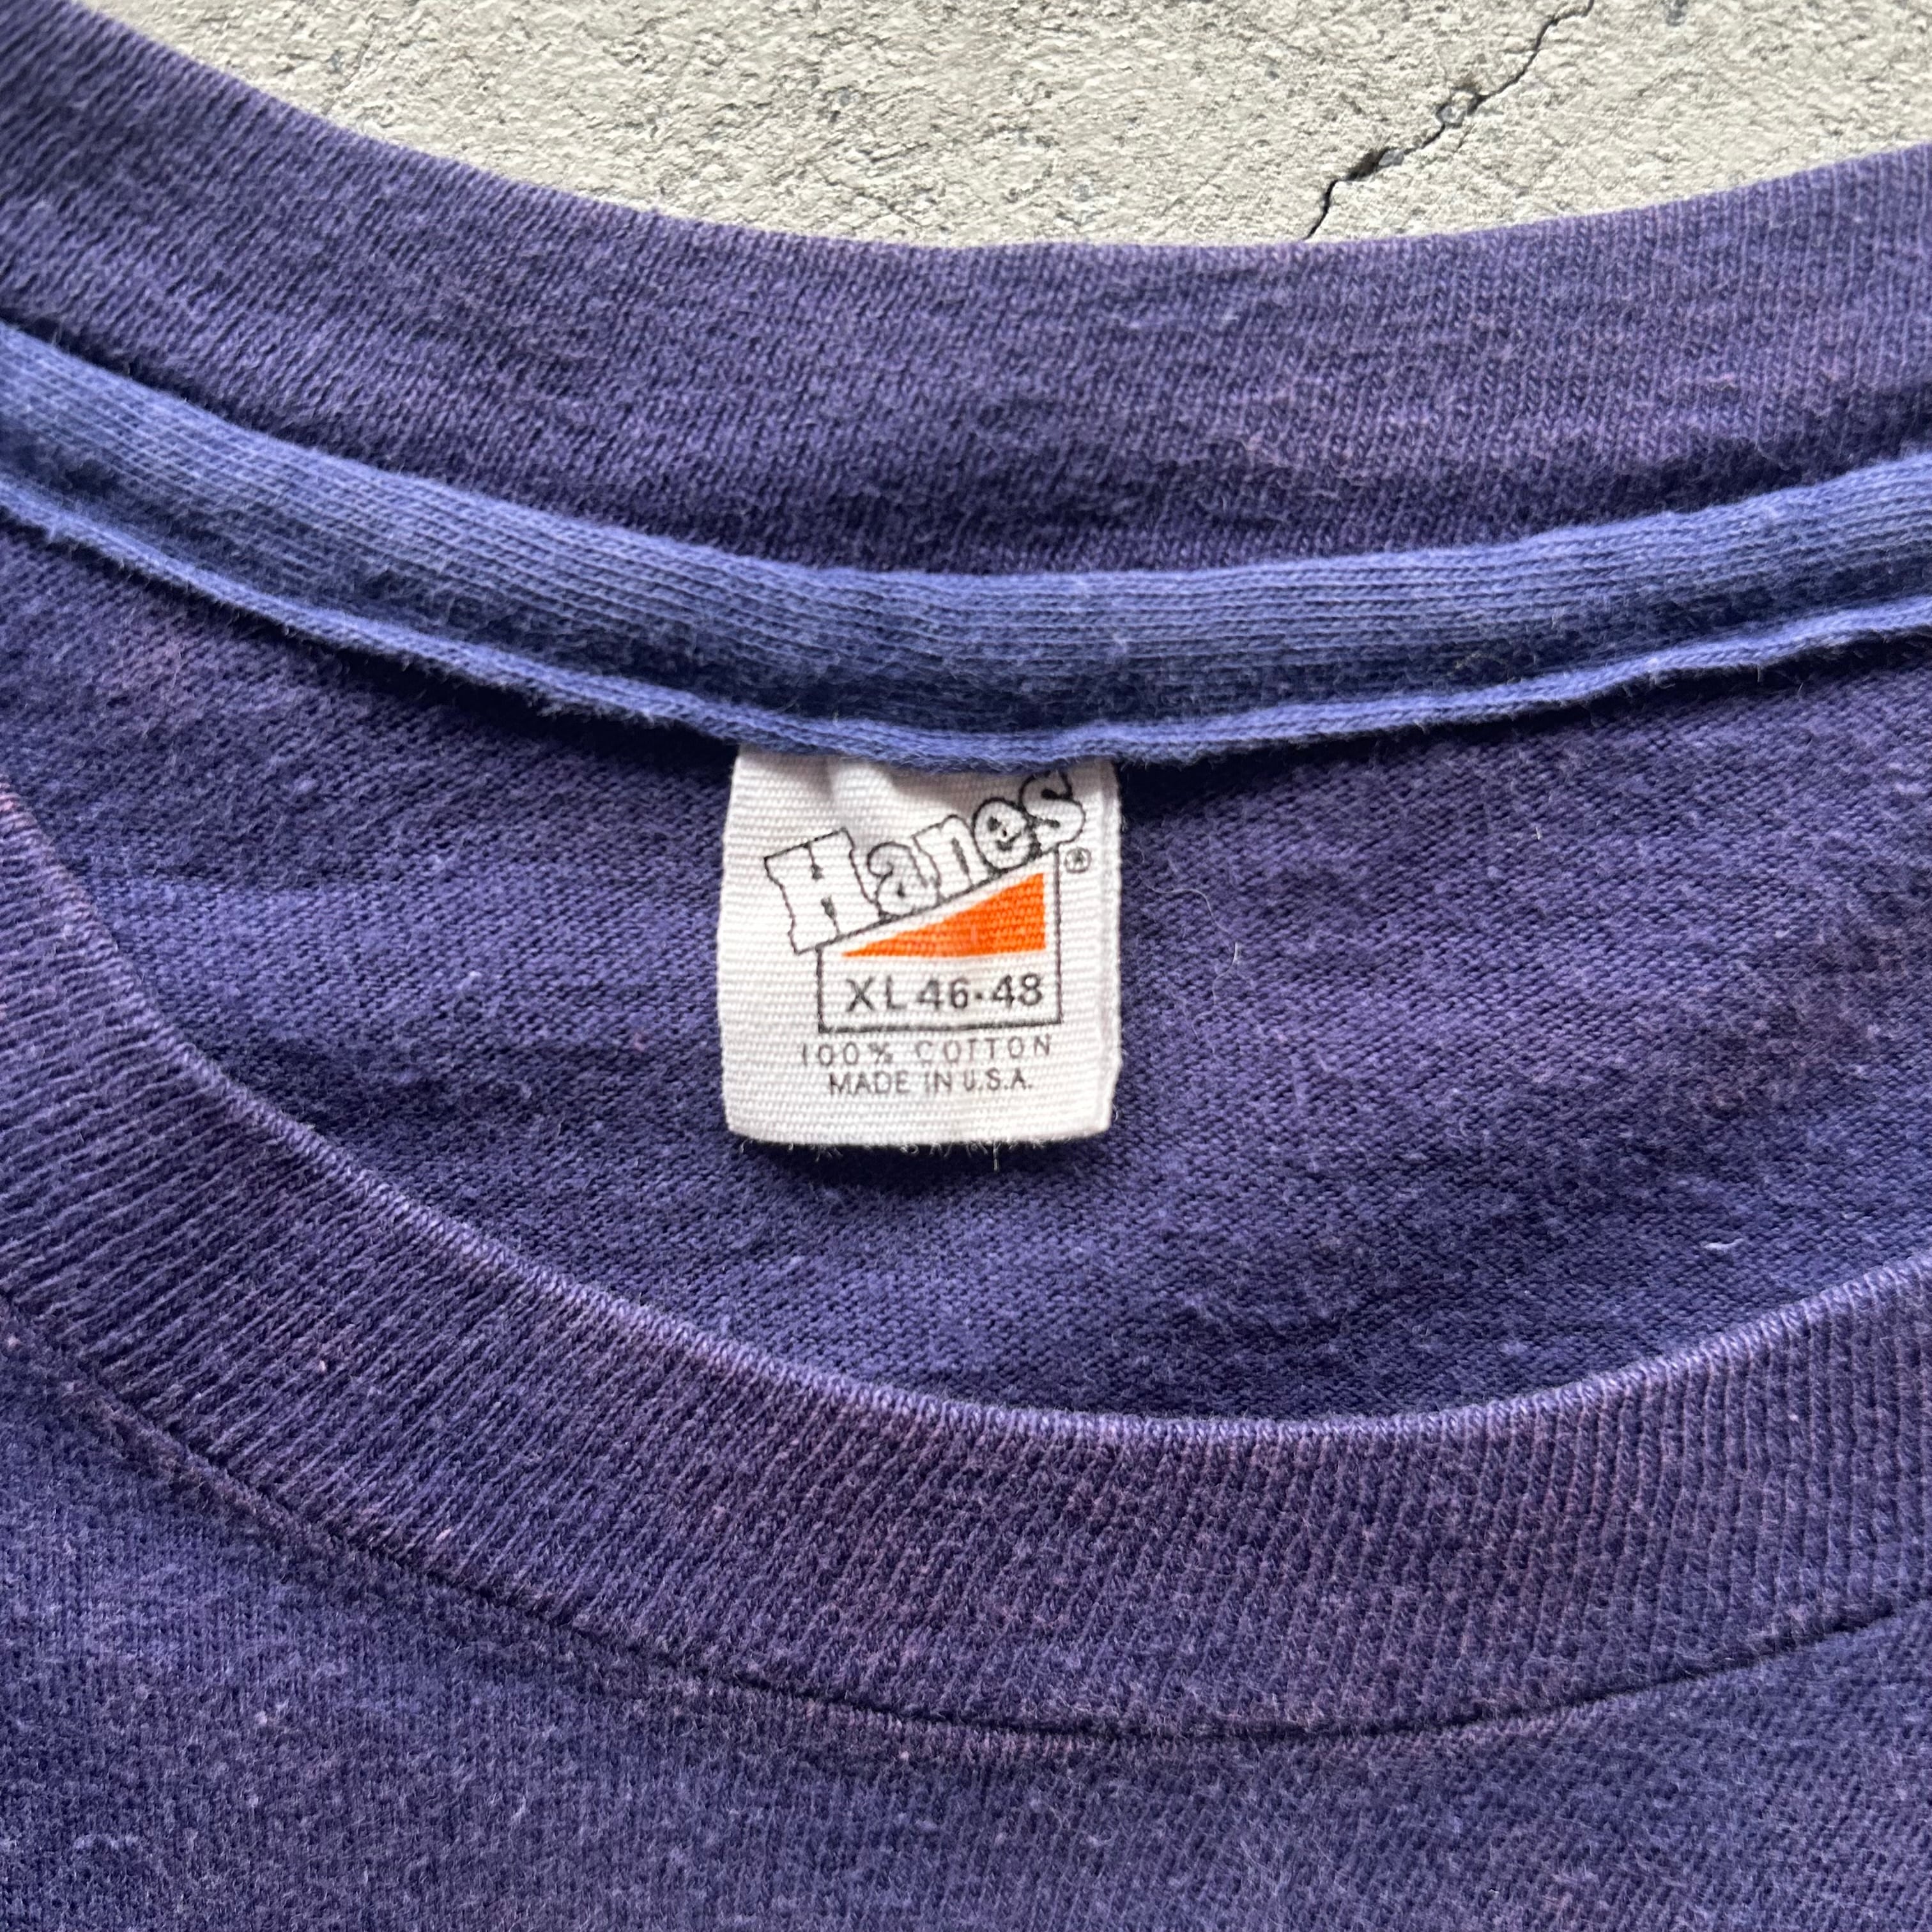 Hanes®
XL 46-48
100% COTTON
MADE IN U.S.A.